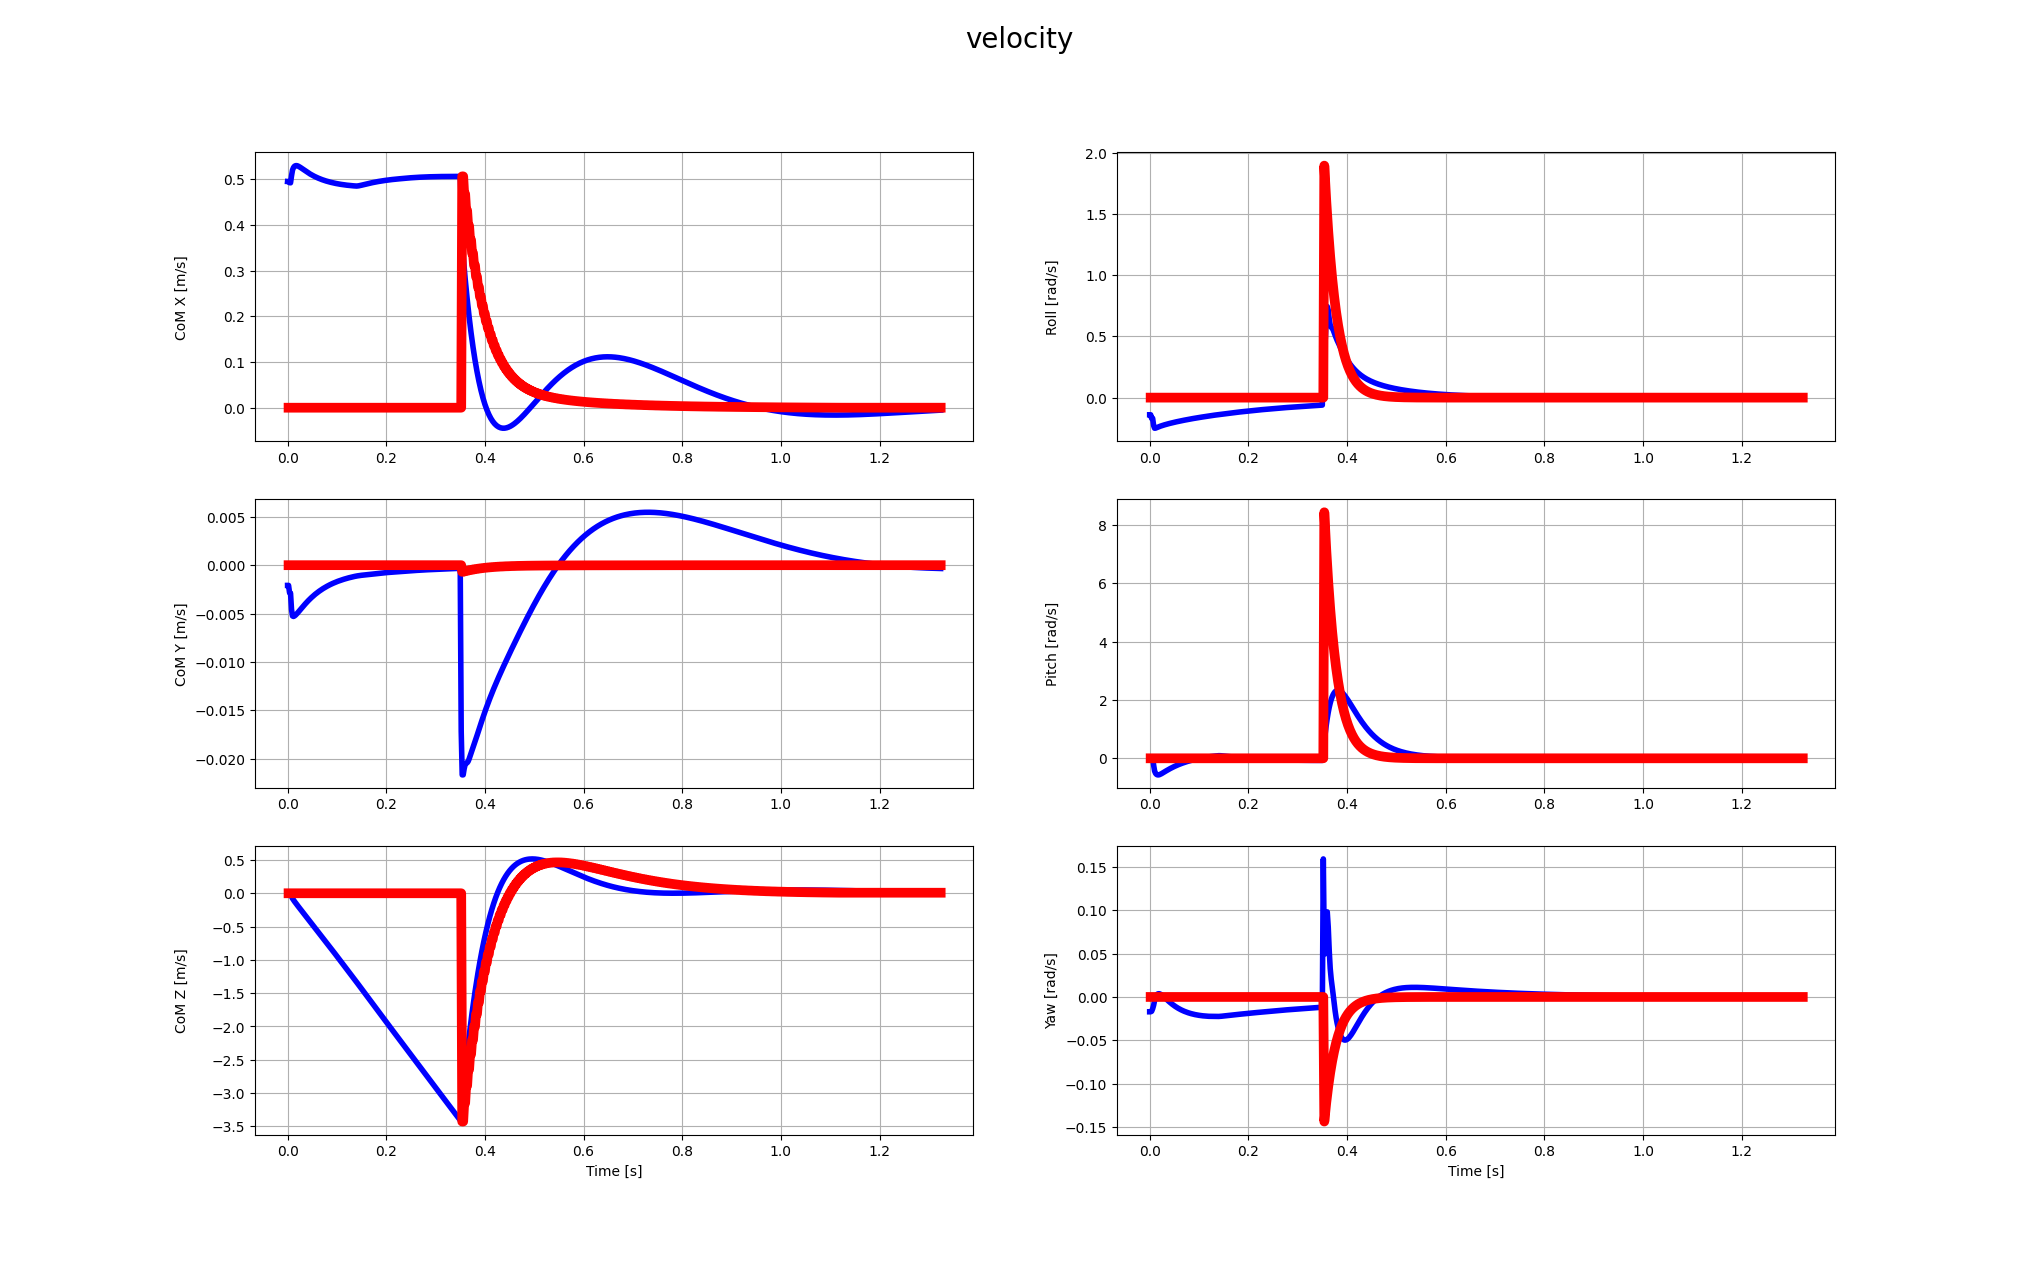 velocity
CoM X [m/s]
0.5
0.4
0.3
0.2
0.1
0.0
0.0 0.2 0.4 0.6 0.8 1.0 1.2
Roll [rad/s]
2.0
1.5
1.0
0.5
0.0
0.0 0.2 0.4 0.6 0.8 1.0 1.2
CoM Y [m/s]
0.005
0.000
−0.005
−0.010
−0.015
−0.020
0.0 0.2 0.4 0.6 0.8 1.0 1.2
Pitch [rad/s]
8
6
4
2
0
0.0 0.2 0.4 0.6 0.8 1.0 1.2
CoM Z [m/s]
0.5
0.0
−0.5
−1.0
−1.5
−2.0
−2.5
−3.0
−3.5
0.0 0.2 0.4 0.6 0.8 1.0 1.2
Time [s]
Yaw [rad/s]
0.15
0.10
0.05
0.00
−0.05
−0.10
−0.15
0.0 0.2 0.4 0.6 0.8 1.0 1.2
Time [s]